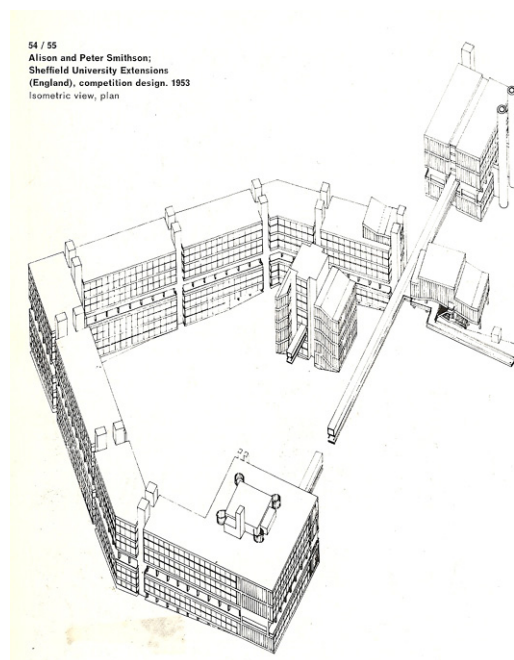 54 / 55
Alison and Peter Smithson;
Sheffield University Extensions
(England), competition design. 1953
Isometric view, plan